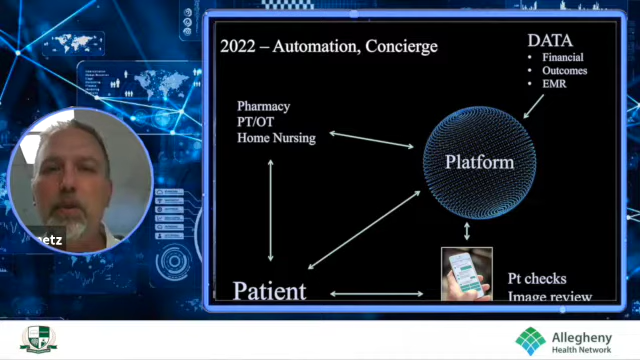 2022 – Automation, Concierge
DATA
• Financial
• Outcomes
• EMR
Pharmacy
PT/OT
Home Nursing
Platform
Patient
Pt checks
Image review
etz
Allegheny
Health Network